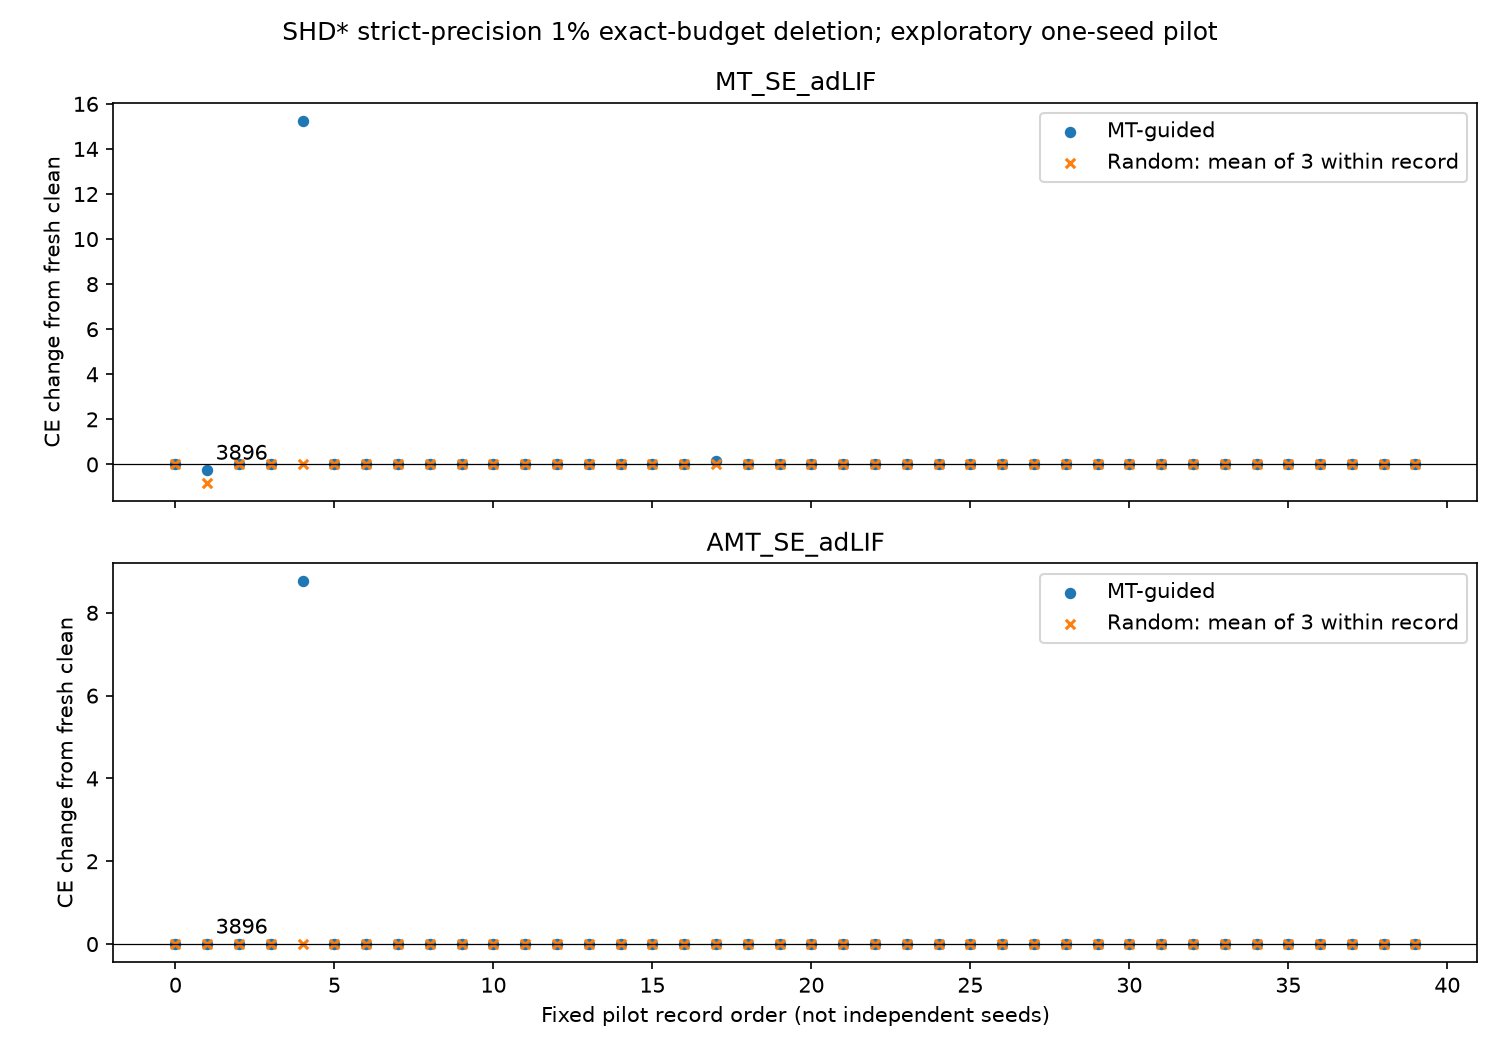 SHD* strict-precision 1% exact-budget deletion; exploratory one-seed pilot
MT_SE_adLIF
16
14
12
10
8
6
4
2
0
CE change from fresh clean
MT-guided
Random: mean of 3 within record
3896
AMT_SE_adLIF
8
6
4
2
0
CE change from fresh clean
MT-guided
Random: mean of 3 within record
3896
0 5 10 15 20 25 30 35 40
Fixed pilot record order (not independent seeds)